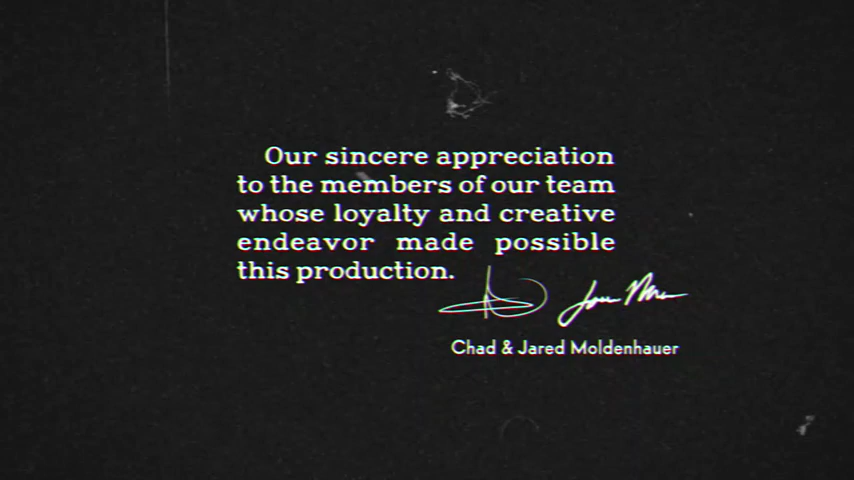 Our sincere appreciation
to the members of our team
whose loyalty and creative
endeavor made possible
this production.
Chad & Jared Moldenhauer